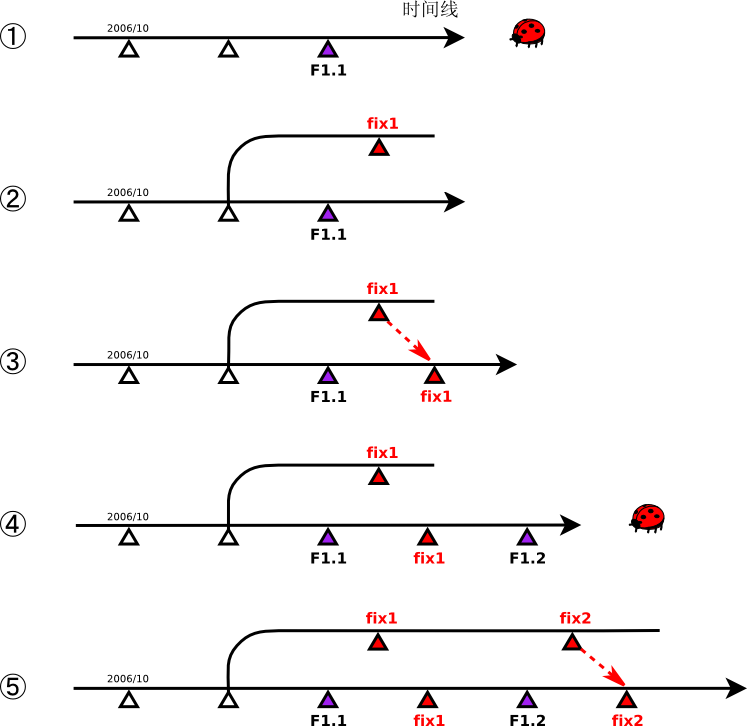 时间线
① 2006/10
F1.1
fix1
② 2006/10
F1.1
fix1
③ 2006/10
F1.1 fix1
fix1
④ 2006/10
F1.1 fix1 F1.2
fix1 fix2
⑤ 2006/10
F1.1 fix1 F1.2 fix2